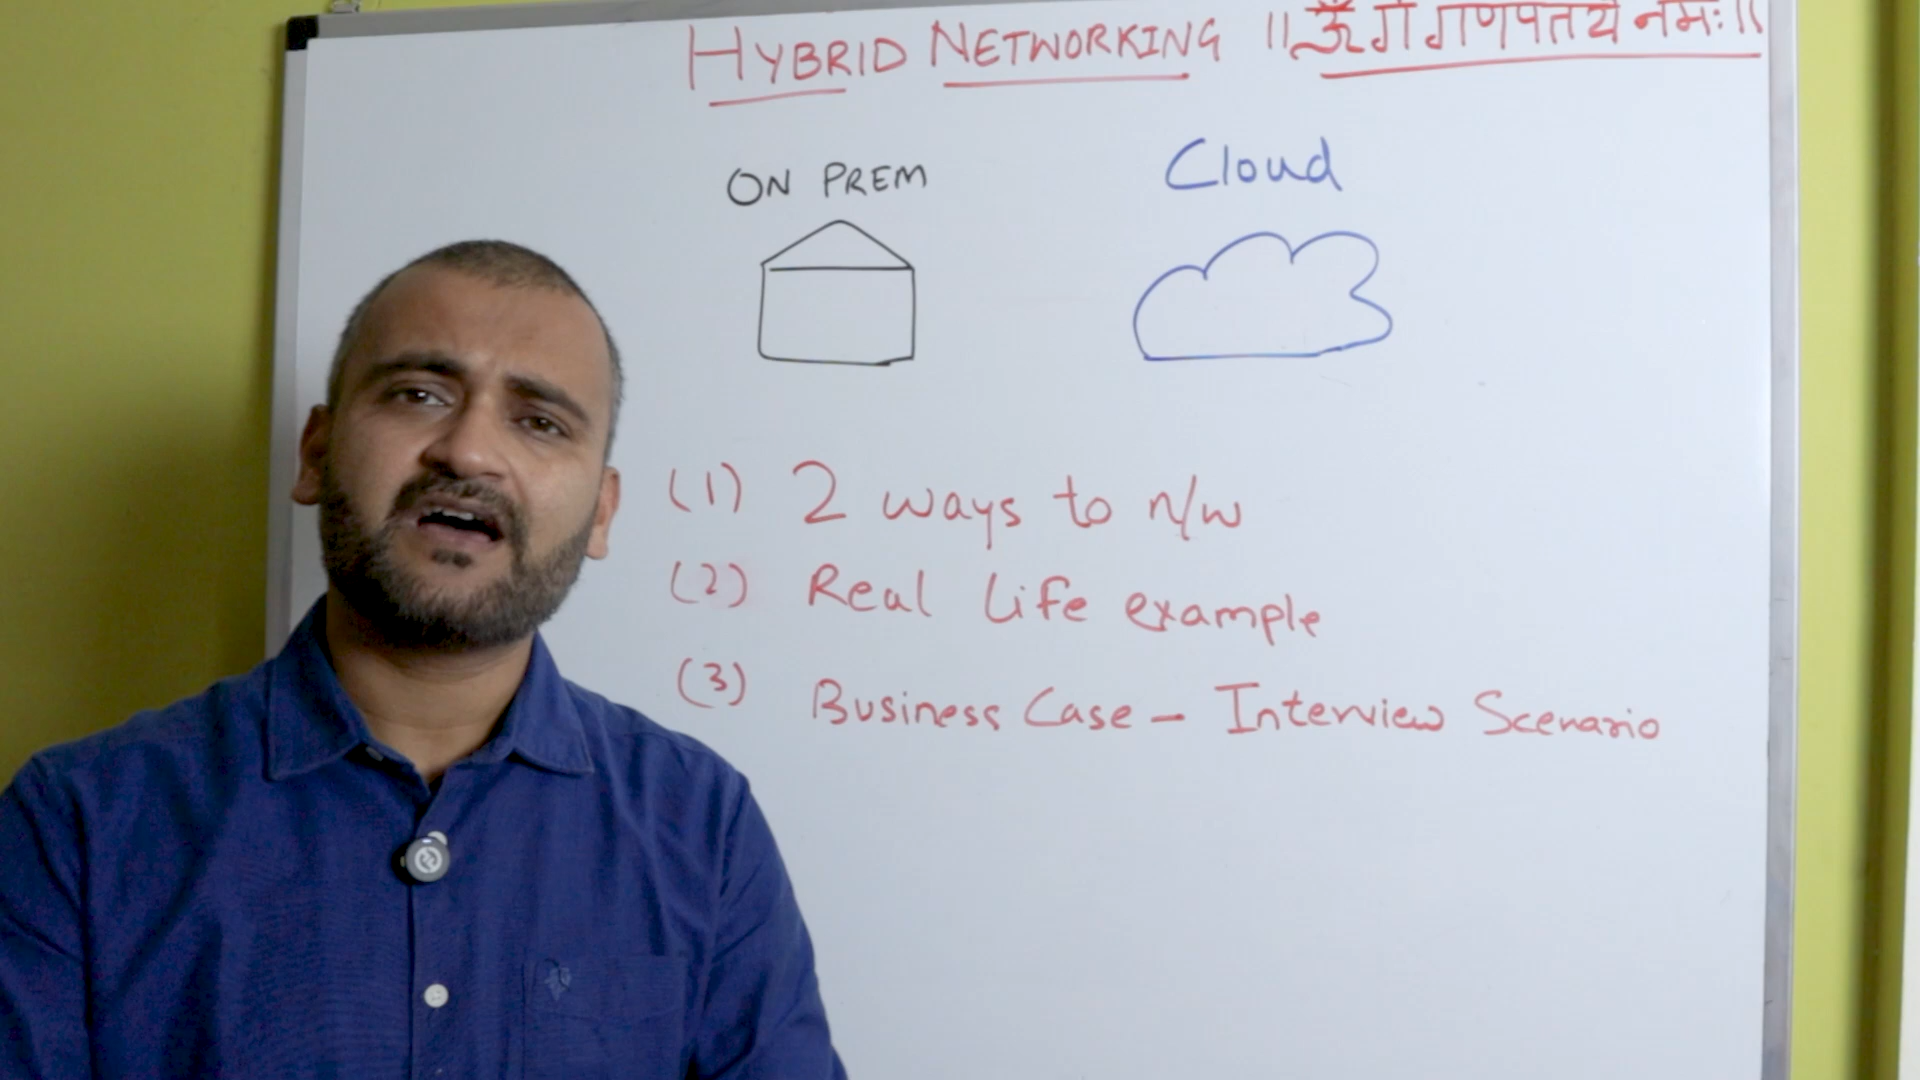 HYBRID NETWORKING ॥ ॐ गं गणपतये नमः ॥
ON PREM
Cloud
(1) 2 ways to n/w
(2) Real Life example
(3) Business Case - Interview Scenario